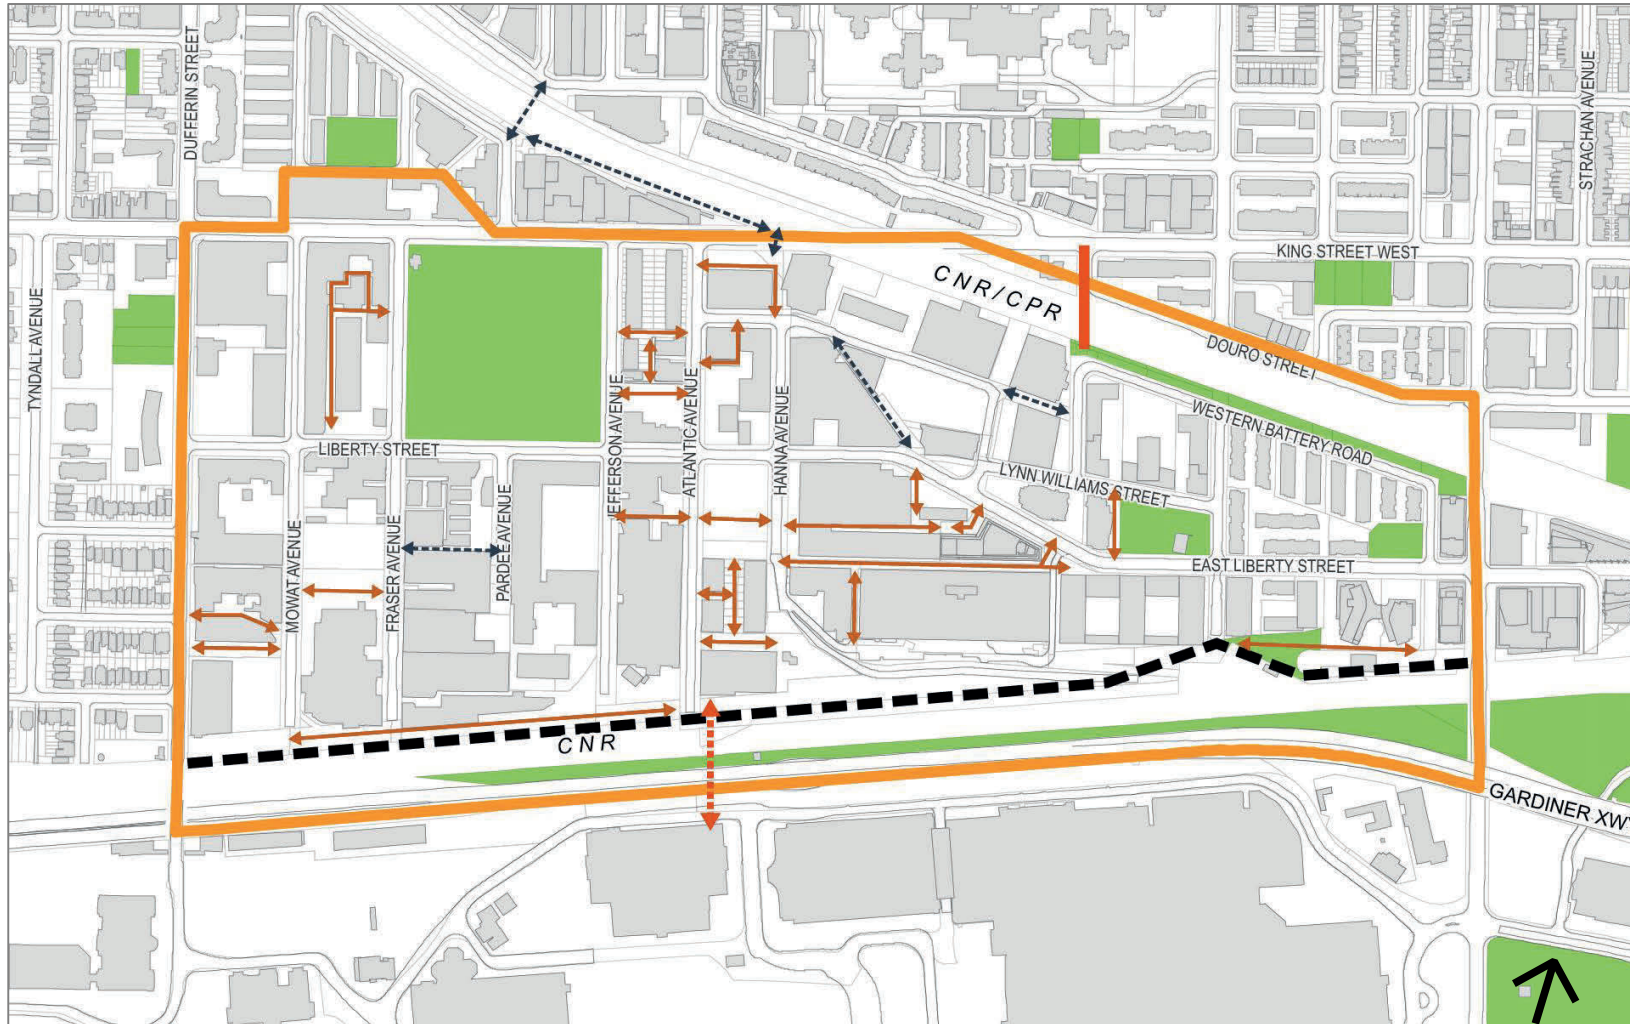 DUFFERIN STREET
STRACHAN AVENUE
KING STREET WEST
CNR/CPR
TYNDALL AVENUE
DOURO STREET
WESTERN BATTERY ROAD
LIBERTY STREET
JEFFERSON AVENUE
ATLANTIC AVENUE
HANNA AVENUE
LYNN WILLIAMS STREET
MOWAT AVENUE
FRASER AVENUE
PARDEE AVENUE
EAST LIBERTY STREET
CNR
GARDINER XWY